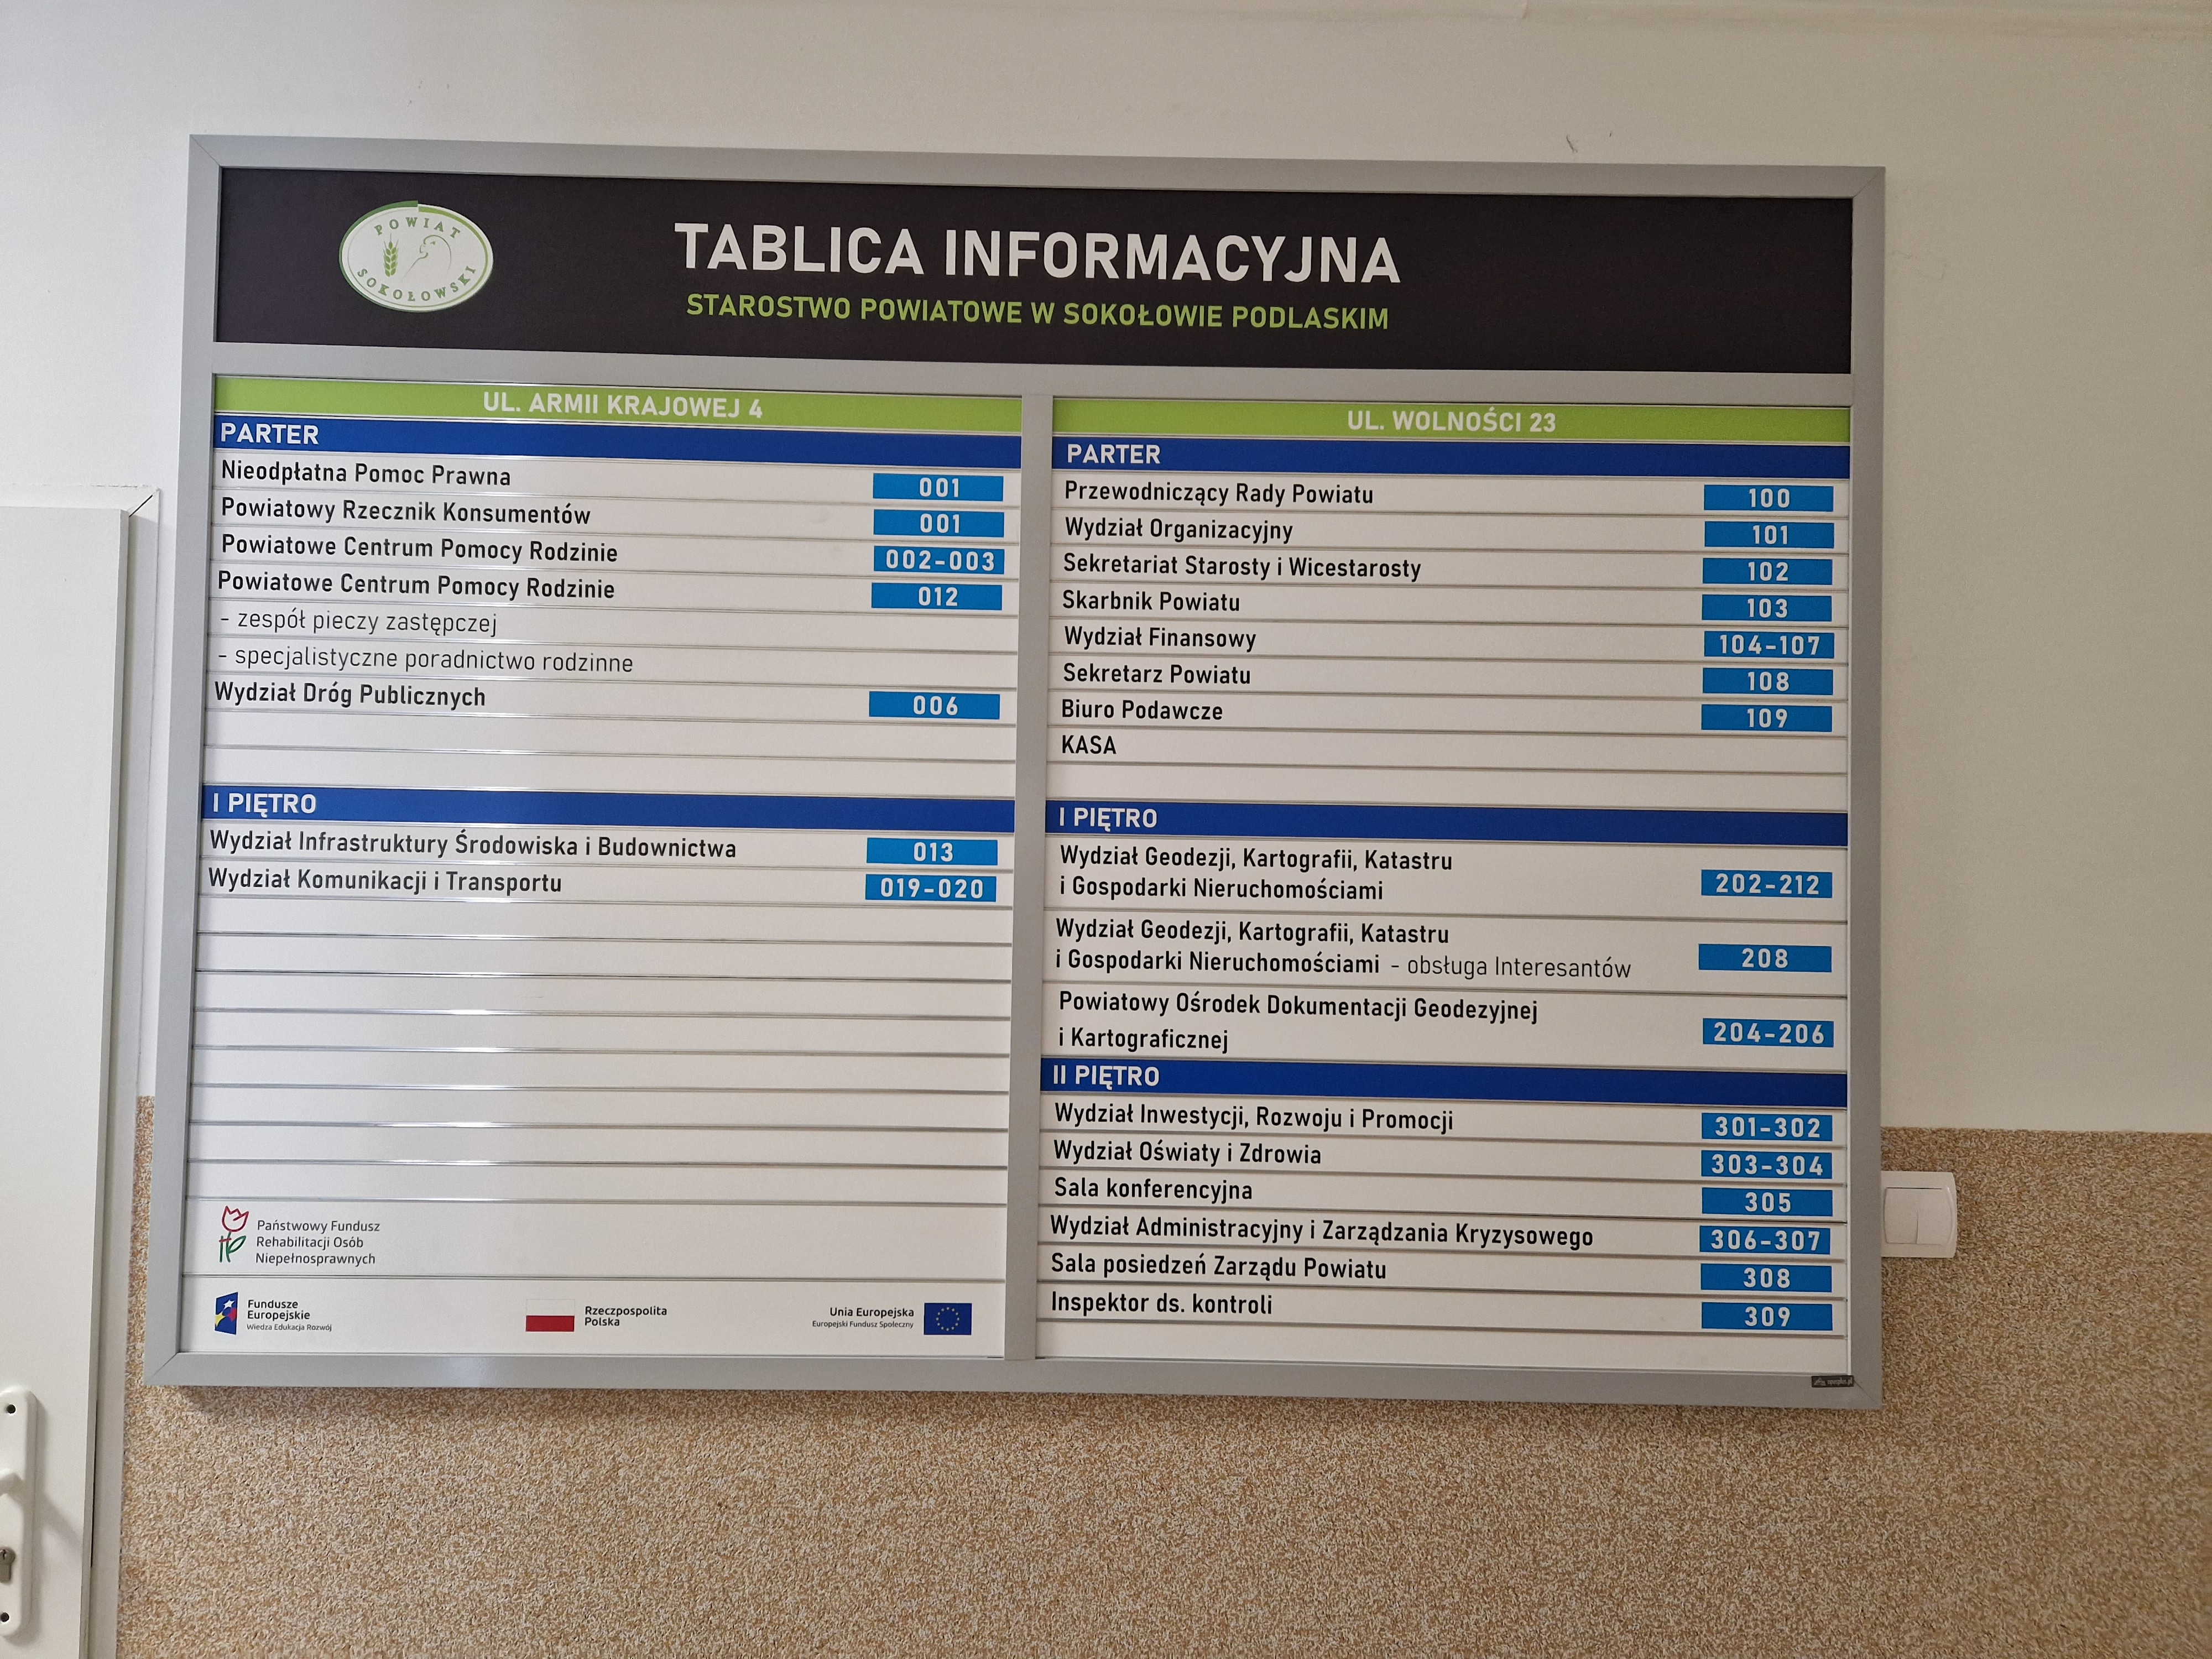 POWIAT
SOKOŁOWSKI
TABLICA INFORMACYJNA
STAROSTWO POWIATOWE W SOKOŁOWIE PODLASKIM
UL. ARMII KRAJOWEJ 4
PARTER
Nieodpłatna Pomoc Prawna 001
Powiatowy Rzecznik Konsumentów 001
Powiatowe Centrum Pomocy Rodzinie 002-003
Powiatowe Centrum Pomocy Rodzinie 012
- zespół pieczy zastępczej
- specjalistyczne poradnictwo rodzinne
Wydział Dróg Publicznych 006
I PIĘTRO
Wydział Infrastruktury Środowiska i Budownictwa 013
Wydział Komunikacji i Transportu 019-020
Państwowy Fundusz
Rehabilitacji Osób
Niepełnosprawnych
Fundusze
Europejskie
Wiedza Edukacja Rozwój
Rzeczpospolita
Polska
Unia Europejska
Europejski Fundusz Społeczny
UL. WOLNOŚCI 23
PARTER
Przewodniczący Rady Powiatu 100
Wydział Organizacyjny 101
Sekretariat Starosty i Wicestarosty 102
Skarbnik Powiatu 103
Wydział Finansowy 104-107
Sekretarz Powiatu 108
Biuro Podawcze 109
KASA
I PIĘTRO
Wydział Geodezji, Kartografii, Katastru
i Gospodarki Nieruchomościami 202-212
Wydział Geodezji, Kartografii, Katastru
i Gospodarki Nieruchomościami - obsługa Interesantów 208
Powiatowy Ośrodek Dokumentacji Geodezyjnej
i Kartograficznej 204-206
II PIĘTRO
Wydział Inwestycji, Rozwoju i Promocji 301-302
Wydział Oświaty i Zdrowia 303-304
Sala konferencyjna 305
Wydział Administracyjny i Zarządzania Kryzysowego 306-307
Sala posiedzeń Zarządu Powiatu 308
Inspektor ds. kontroli 309